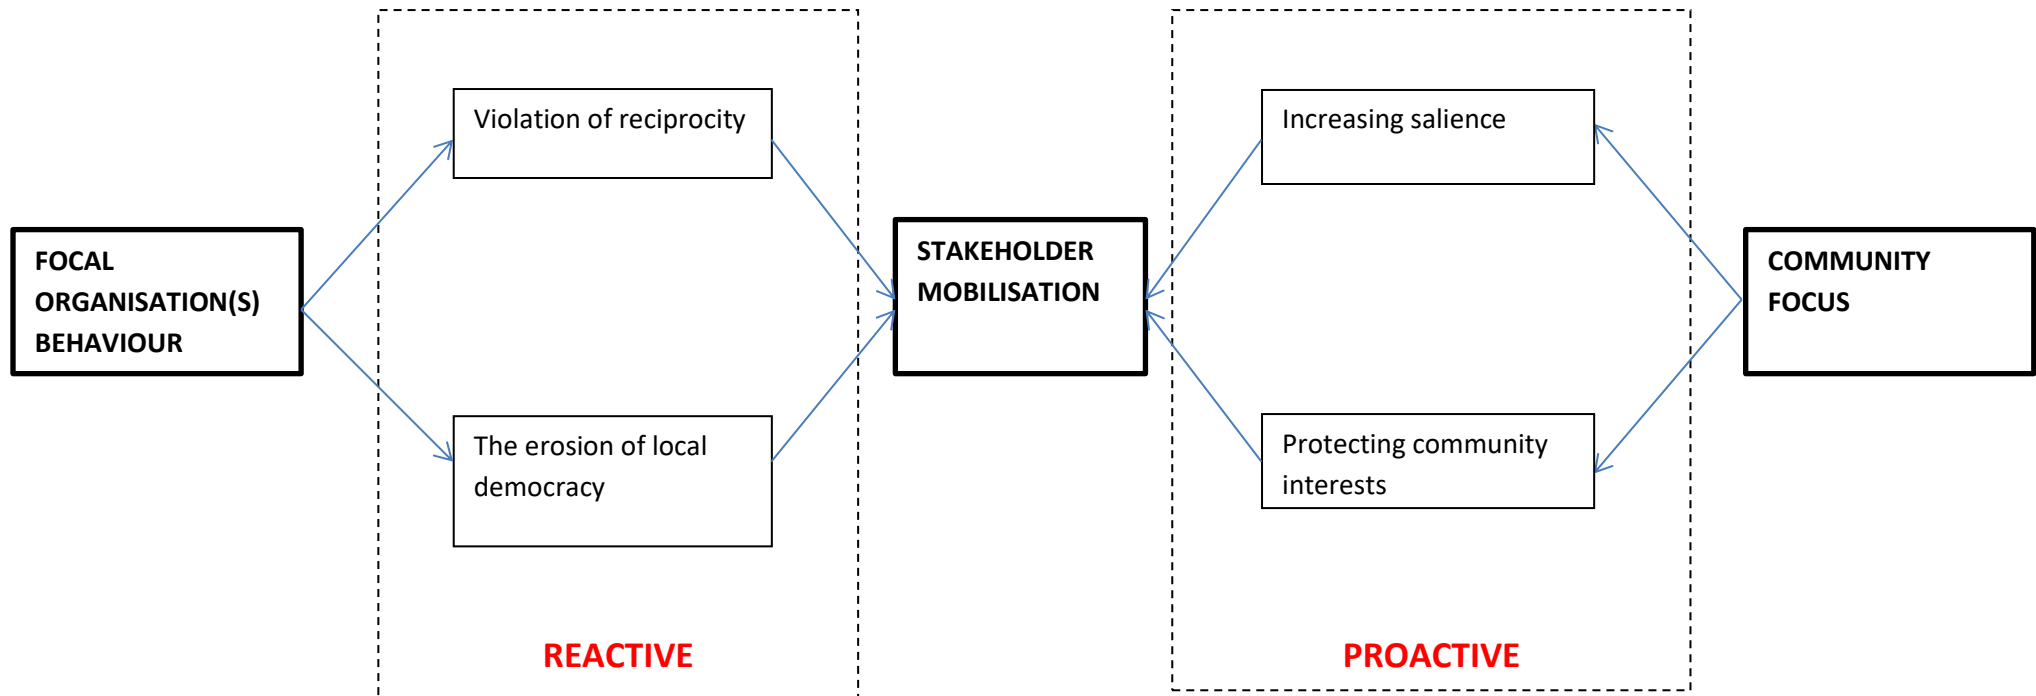 Violation of reciprocity
Increasing salience
FOCAL
ORGANISATION(S)
BEHAVIOUR
STAKEHOLDER
MOBILISATION
COMMUNITY
FOCUS
The erosion of local
democracy
Protecting community
interests
REACTIVE
PROACTIVE